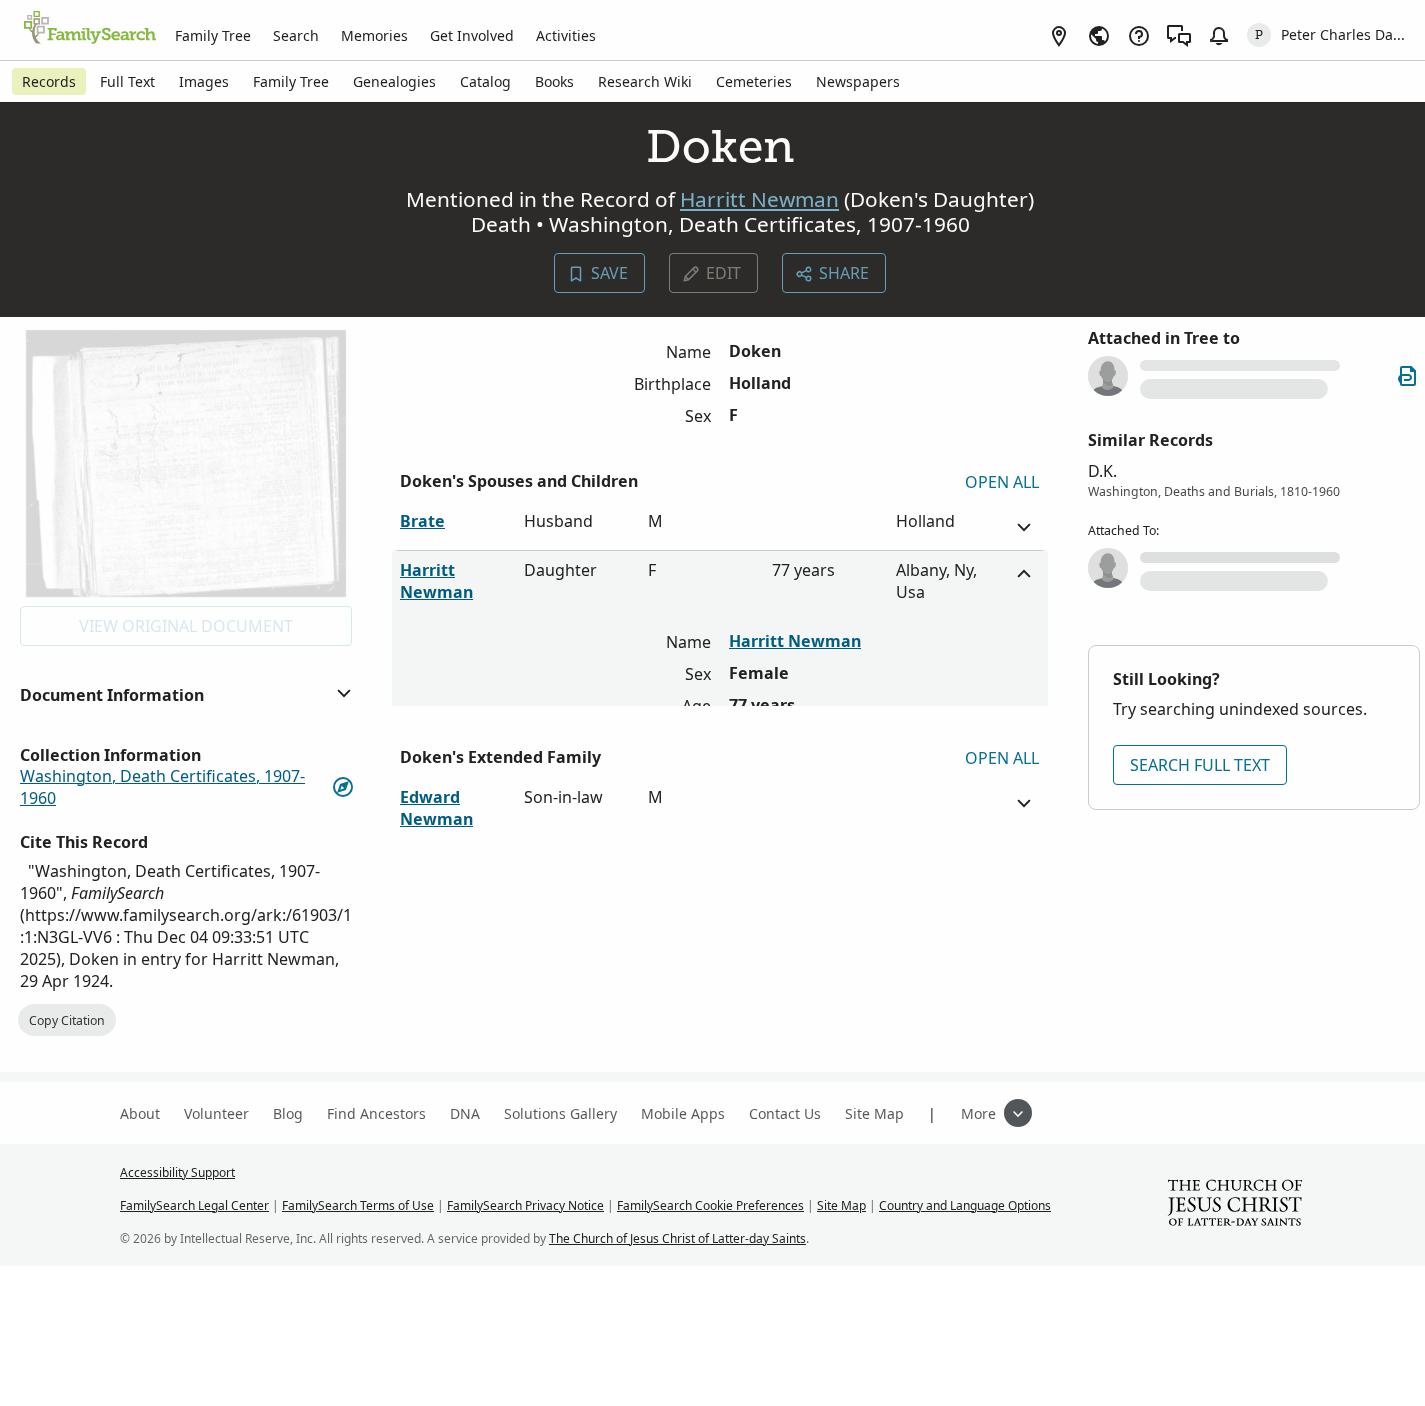 FamilySearch
Family Tree
Search
Memories
Get Involved
Activities
P
Peter Charles Da...
Records
Full Text
Images
Family Tree
Genealogies
Catalog
Books
Research Wiki
Cemeteries
Newspapers
Doken
Mentioned in the Record of Harritt Newman (Doken's Daughter)
Death • Washington, Death Certificates, 1907-1960
SAVE
EDIT
SHARE
VIEW ORIGINAL DOCUMENT
Document Information
Collection Information
Washington, Death Certificates, 1907-
1960
Cite This Record
"Washington, Death Certificates, 1907-
1960", FamilySearch
(https://www.familysearch.org/ark:/61903/1
:1:N3GL-VV6 : Thu Dec 04 09:33:51 UTC
2025), Doken in entry for Harritt Newman,
29 Apr 1924.
Copy Citation
Name Doken
Birthplace Holland
Sex F
Doken's Spouses and Children
OPEN ALL
Brate Husband M Holland
Harritt Daughter F 77 years Albany, Ny,
Newman Usa
Name Harritt Newman
Sex Female
Age 77 years
Doken's Extended Family
OPEN ALL
Edward Son-in-law M
Newman
Attached in Tree to
Similar Records
D.K.
Washington, Deaths and Burials, 1810-1960
Attached To:
Still Looking?
Try searching unindexed sources.
SEARCH FULL TEXT
About
Volunteer
Blog
Find Ancestors
DNA
Solutions Gallery
Mobile Apps
Contact Us
Site Map
|
More
Accessibility Support
FamilySearch Legal Center | FamilySearch Terms of Use | FamilySearch Privacy Notice | FamilySearch Cookie Preferences | Site Map | Country and Language Options
© 2026 by Intellectual Reserve, Inc. All rights reserved. A service provided by The Church of Jesus Christ of Latter-day Saints.
THE CHURCH OF
JESUS CHRIST
OF LATTER-DAY SAINTS